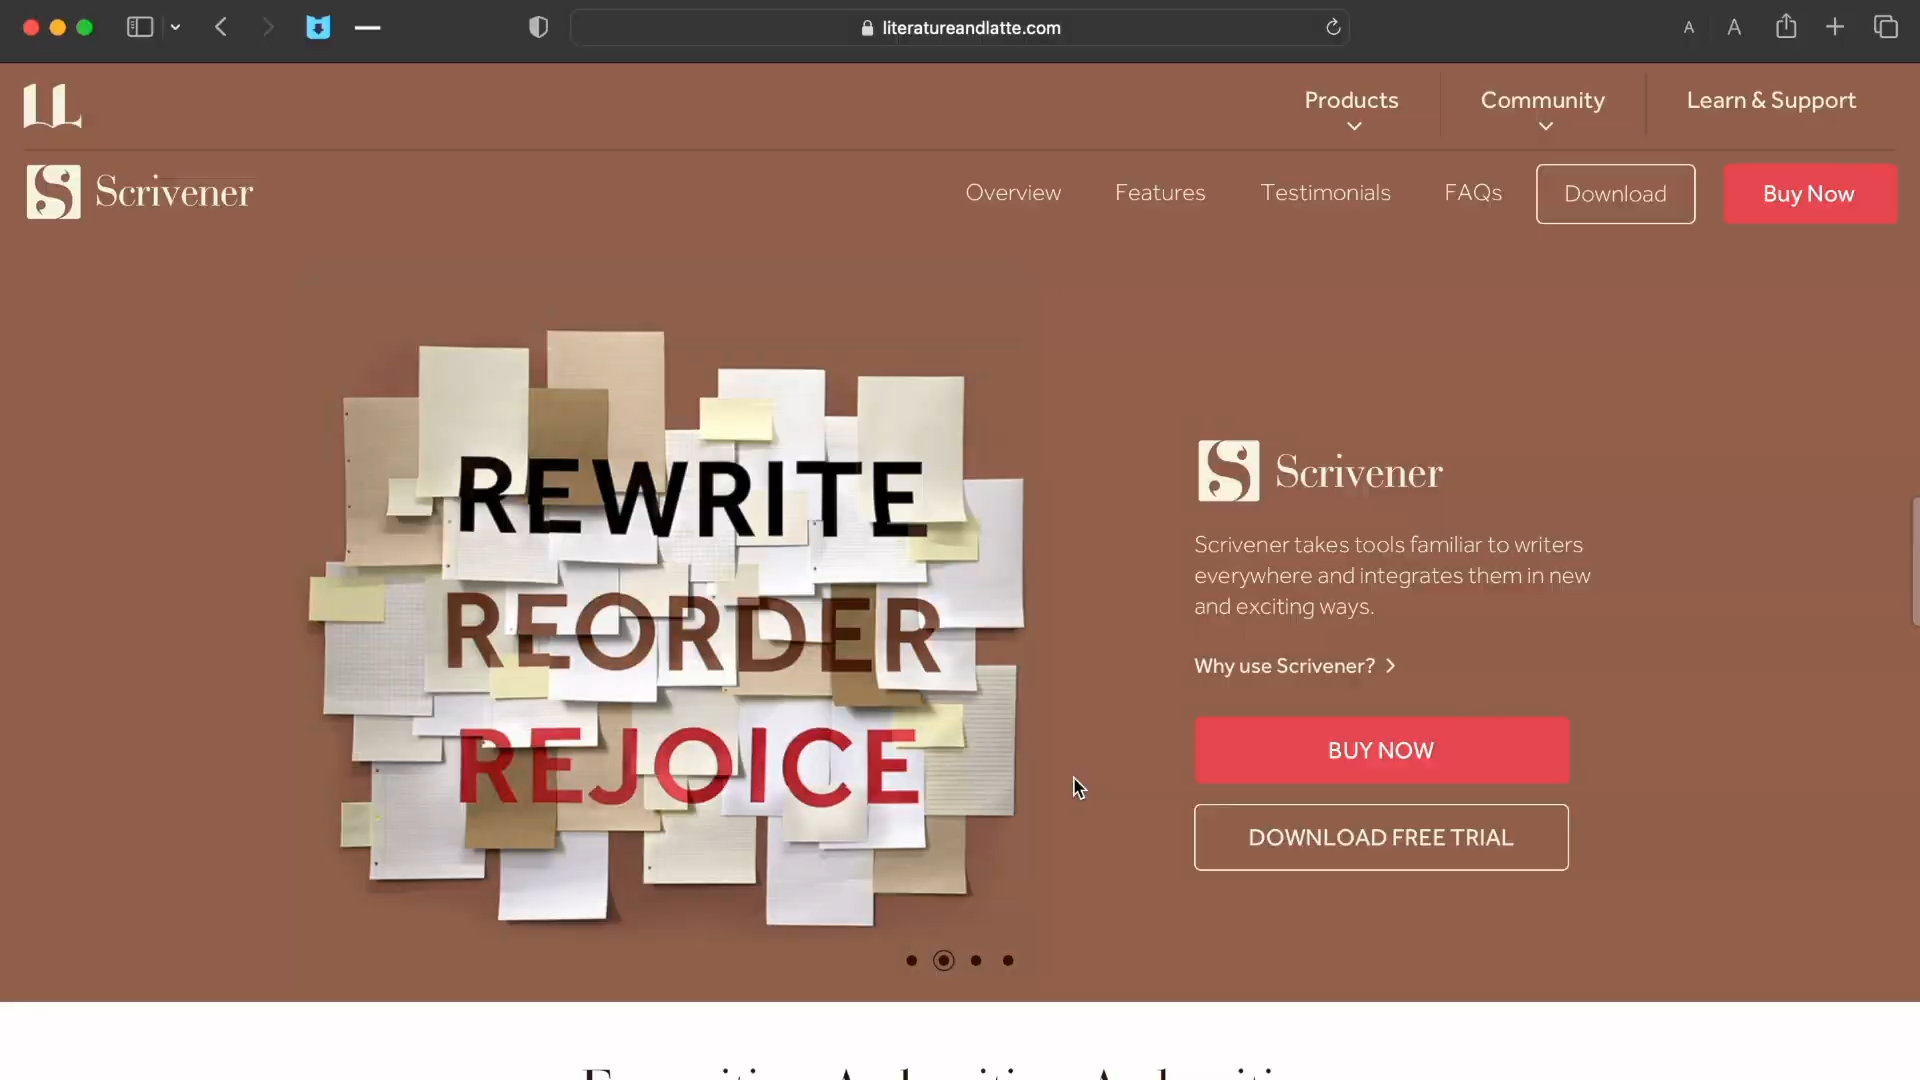 literatureandlatte.com
A A
LL
Products
Community
Learn & Support
S Scrivener
Overview
Features
Testimonials
FAQs
Download
Buy Now
REWRITE
REORDER
REJOICE
S Scrivener
Scrivener takes tools familiar to writers
everywhere and integrates them in new
and exciting ways.
Why use Scrivener? >
BUY NOW
DOWNLOAD FREE TRIAL